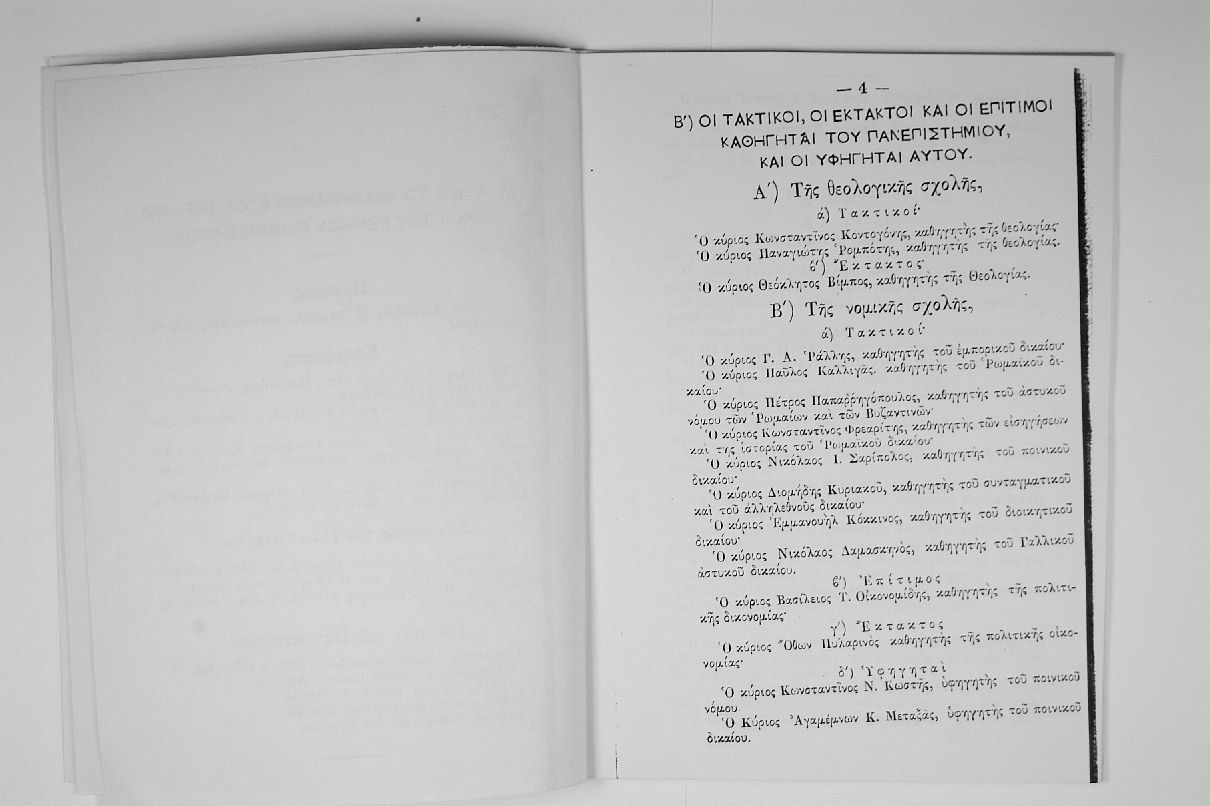 — 4 —
Β′) ΟΙ ΤΑΚΤΙΚΟΙ, ΟΙ ΕΚΤΑΚΤΟΙ ΚΑΙ ΟΙ ΕΠΙΤΙΜΟΙ
ΚΑΘΗΓΗΤΑΙ ΤΟΥ ΠΑΝΕΠΙΣΤΗΜΙΟΥ,
ΚΑΙ ΟΙ ΥΦΗΓΗΤΑΙ ΑΥΤΟΥ.
Α′) Τῆς θεολογικῆς σχολῆς,
ά) Τακτικοί·
Ὁ κύριος Κωνσταντῖνος Κοντογόνης, καθηγητὴς τῆς θεολογίας·
Ὁ κύριος Παναγιώτης Ῥομπότης, καθηγητὴς τῆς θεολογίας.
ϐ′) Ἔκτακτος·
Ὁ κύριος Θεόκλητος Βίμπος, καθηγητὴς τῆς Θεολογίας.
Β′) Τῆς νομικῆς σχολῆς,
ά) Τακτικοί·
Ὁ κύριος Γ. Α. Ῥάλλης, καθηγητὴς τοῦ ἐμπορικοῦ δικαίου·
Ὁ κύριος Παῦλος Καλλιγᾶς. καθηγητὴς τοῦ Ῥωμαϊκοῦ δι-
καίου·
Ὁ κύριος Πέτρος Παπαῤῥηγόπουλος, καθηγητὴς τοῦ ἀστυκοῦ
νόμου τῶν Ῥωμαίων καὶ τῶν Βυζαντινῶν·
Ὁ κύριος Κωνσταντῖνος Φρεαρίτης, καθηγητὴς τῶν εἰσηγήσεων
καὶ τῆς ἱστορίας τοῦ Ῥωμαϊκοῦ δικαίου·
Ὁ κύριος Νικόλαος Ι. Σαρίπολος, καθηγητὴς τοῦ ποινικοῦ
δικαίου·
Ὁ κύριος Διομήδης Κυριακοῦ, καθηγητὴς τοῦ συνταγματικοῦ
καὶ τοῦ ἀλληλεθνοῦς δικαίου·
Ὁ κύριος Ἐμμανουὴλ Κόκκινος, καθηγητὴς τοῦ διοικητικοῦ
δικαίου·
Ὁ κύριος Νικόλαος Δαμασκηνὸς, καθηγητὴς τοῦ Γαλλικοῦ
ἀστυκοῦ δικαίου.
ϐ′) Ἐπίτιμος
Ὁ κύριος Βασίλειος Τ. Οἰκονομίδης, καθηγητὴς τῆς πολιτι-
κῆς δικονομίας·
γ′) Ἔκτακτος
Ὁ κύριος Ὄθων Πυλαρινὸς καθηγητὴς τῆς πολιτικῆς οἰκο-
νομίας·
δ′) Ὑφηγηταὶ
Ὁ κύριος Κωνσταντῖνος Ν. Κωστῆς, ὑφηγητὴς τοῦ ποινικοῦ
νόμου
Ὁ Κύριος Ἀγαμέμνων Κ. Μεταξᾶς, ὑφηγητὴς τοῦ ποινικοῦ
δικαίου.